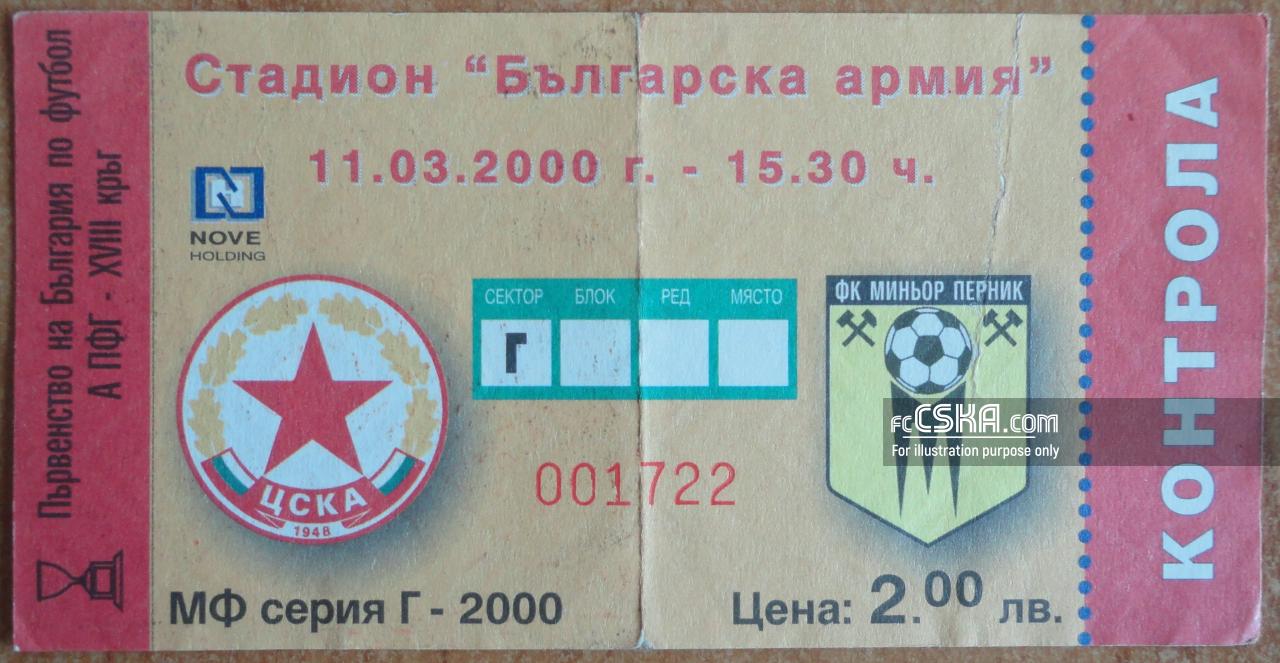 Първенство на България по футбол
А ПФГ - XVIII кръг
Стадион “Българска армия”
11.03.2000 г. - 15.30 ч.
NOVE
HOLDING
СЕКТОР БЛОК РЕД МЯСТО
Г
ФК МИНЬОР ПЕРНИК
ЦСКА
1948
001722
МФ серия Г - 2000
Цена: 2.00 лв.
КОНТРОЛА
fcCSKA.com
For illustration purpose only